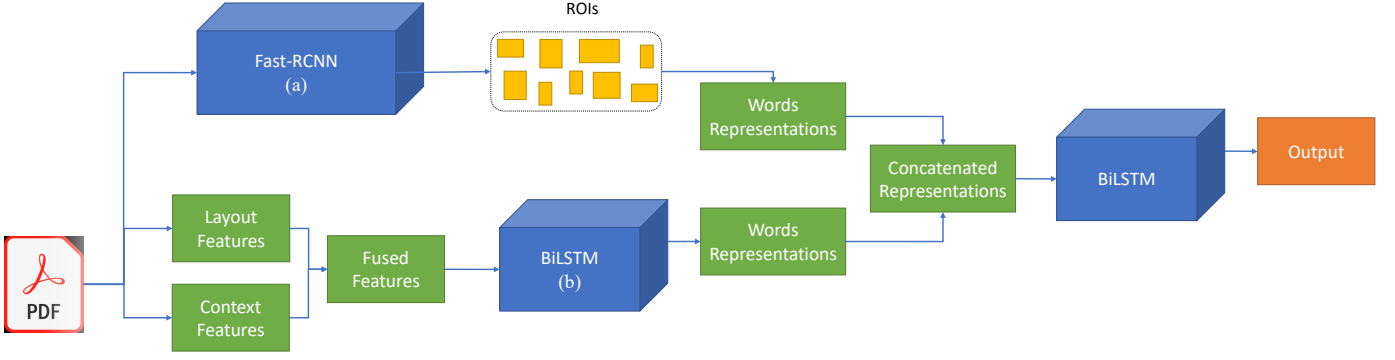 ROIs
Fast-RCNN
(a)
Words
Representations
Concatenated
Representations
BiLSTM
Output
Layout
Features
Fused
Features
BiLSTM
(b)
Words
Representations
PDF
Context
Features